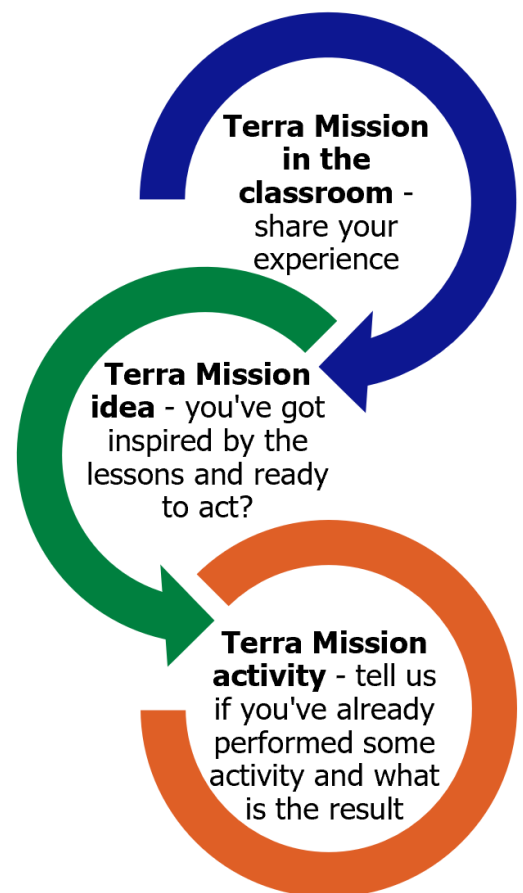 Terra Mission
in the
classroom -
share your
experience
Terra Mission
idea - you've got
inspired by the
lessons and ready
to act?
Terra Mission
activity - tell us
if you've already
performed some
activity and what
is the result